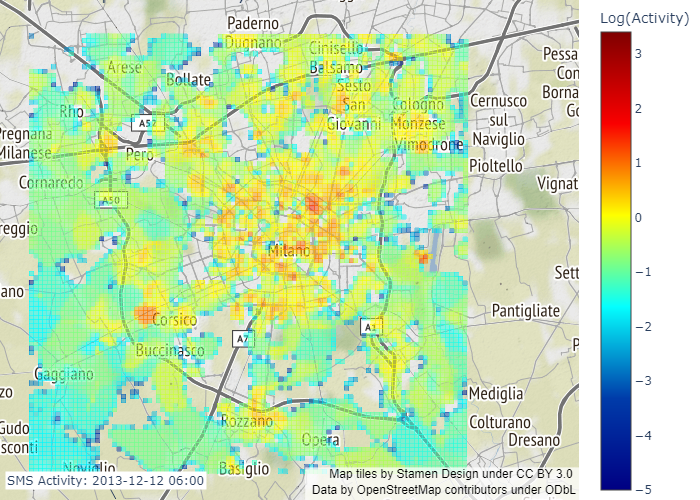 Log(Activity)
Paderno
Dugnano
Cinisello
Balsamo
Arese
Bollate
Sesto
San
Giovanni
Cologno
Monzese
Vimodrone
Cernusco
sul
Naviglio
Pioltello
Pessa
Con
Borna
Go
Rho
A52
Pregnana
Milanese
Pero
Cornaredo
A50
Vignat
reggio
Milano
Sett
ano
Pantigliate
Corsico
A7
A1
P
Buccinasco
Gaggiano
zo
Mediglia
Rozzano
Colturano
Gudo
sconti
Opera
Dresano
Noviglio
Basiglio
SMS Activity: 2013-12-12 06:00
Map tiles by Stamen Design under CC BY 3.0
Data by OpenStreetMap contributors under ODbL
3
2
1
0
−1
−2
−3
−4
−5